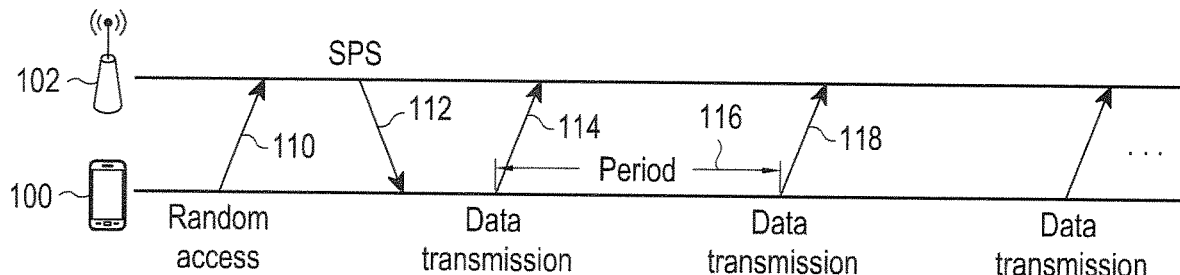 SPS
102
112
114
116
118
110
Period
. . .
100
Random
access
Data
transmission
Data
transmission
Data
transmission